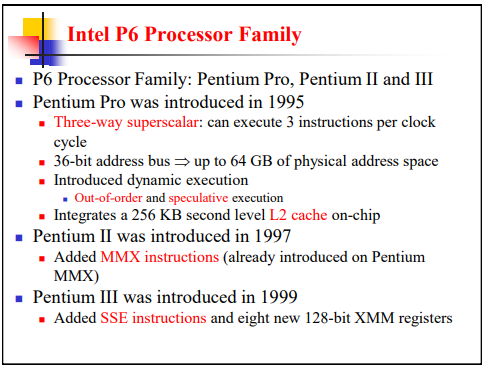 Intel P6 Processor Family
P6 Processor Family: Pentium Pro, Pentium II and III
Pentium Pro was introduced in 1995
Three-way superscalar: can execute 3 instructions per clock
cycle
36-bit address bus ⇒ up to 64 GB of physical address space
Introduced dynamic execution
Out-of-order and speculative execution
Integrates a 256 KB second level L2 cache on-chip
Pentium II was introduced in 1997
Added MMX instructions (already introduced on Pentium
MMX)
Pentium III was introduced in 1999
Added SSE instructions and eight new 128-bit XMM registers